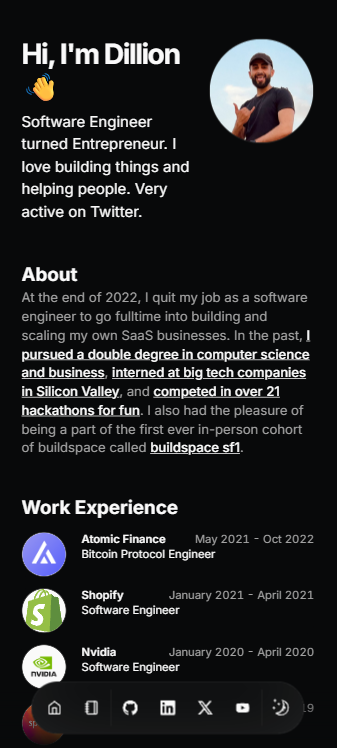 Hi, I'm Dillion
👋
Software Engineer
turned Entrepreneur. I
love building things and
helping people. Very
active on Twitter.
About
At the end of 2022, I quit my job as a software
engineer to go fulltime into building and
scaling my own SaaS businesses. In the past, I
pursued a double degree in computer science
and business, interned at big tech companies
in Silicon Valley, and competed in over 21
hackathons for fun. I also had the pleasure of
being a part of the first ever in-person cohort
of buildspace called buildspace sf1.
Work Experience
Atomic Finance May 2021 - Oct 2022
Bitcoin Protocol Engineer
Shopify January 2021 - April 2021
Software Engineer
Nvidia January 2020 - April 2020
Software Engineer
NVIDIA